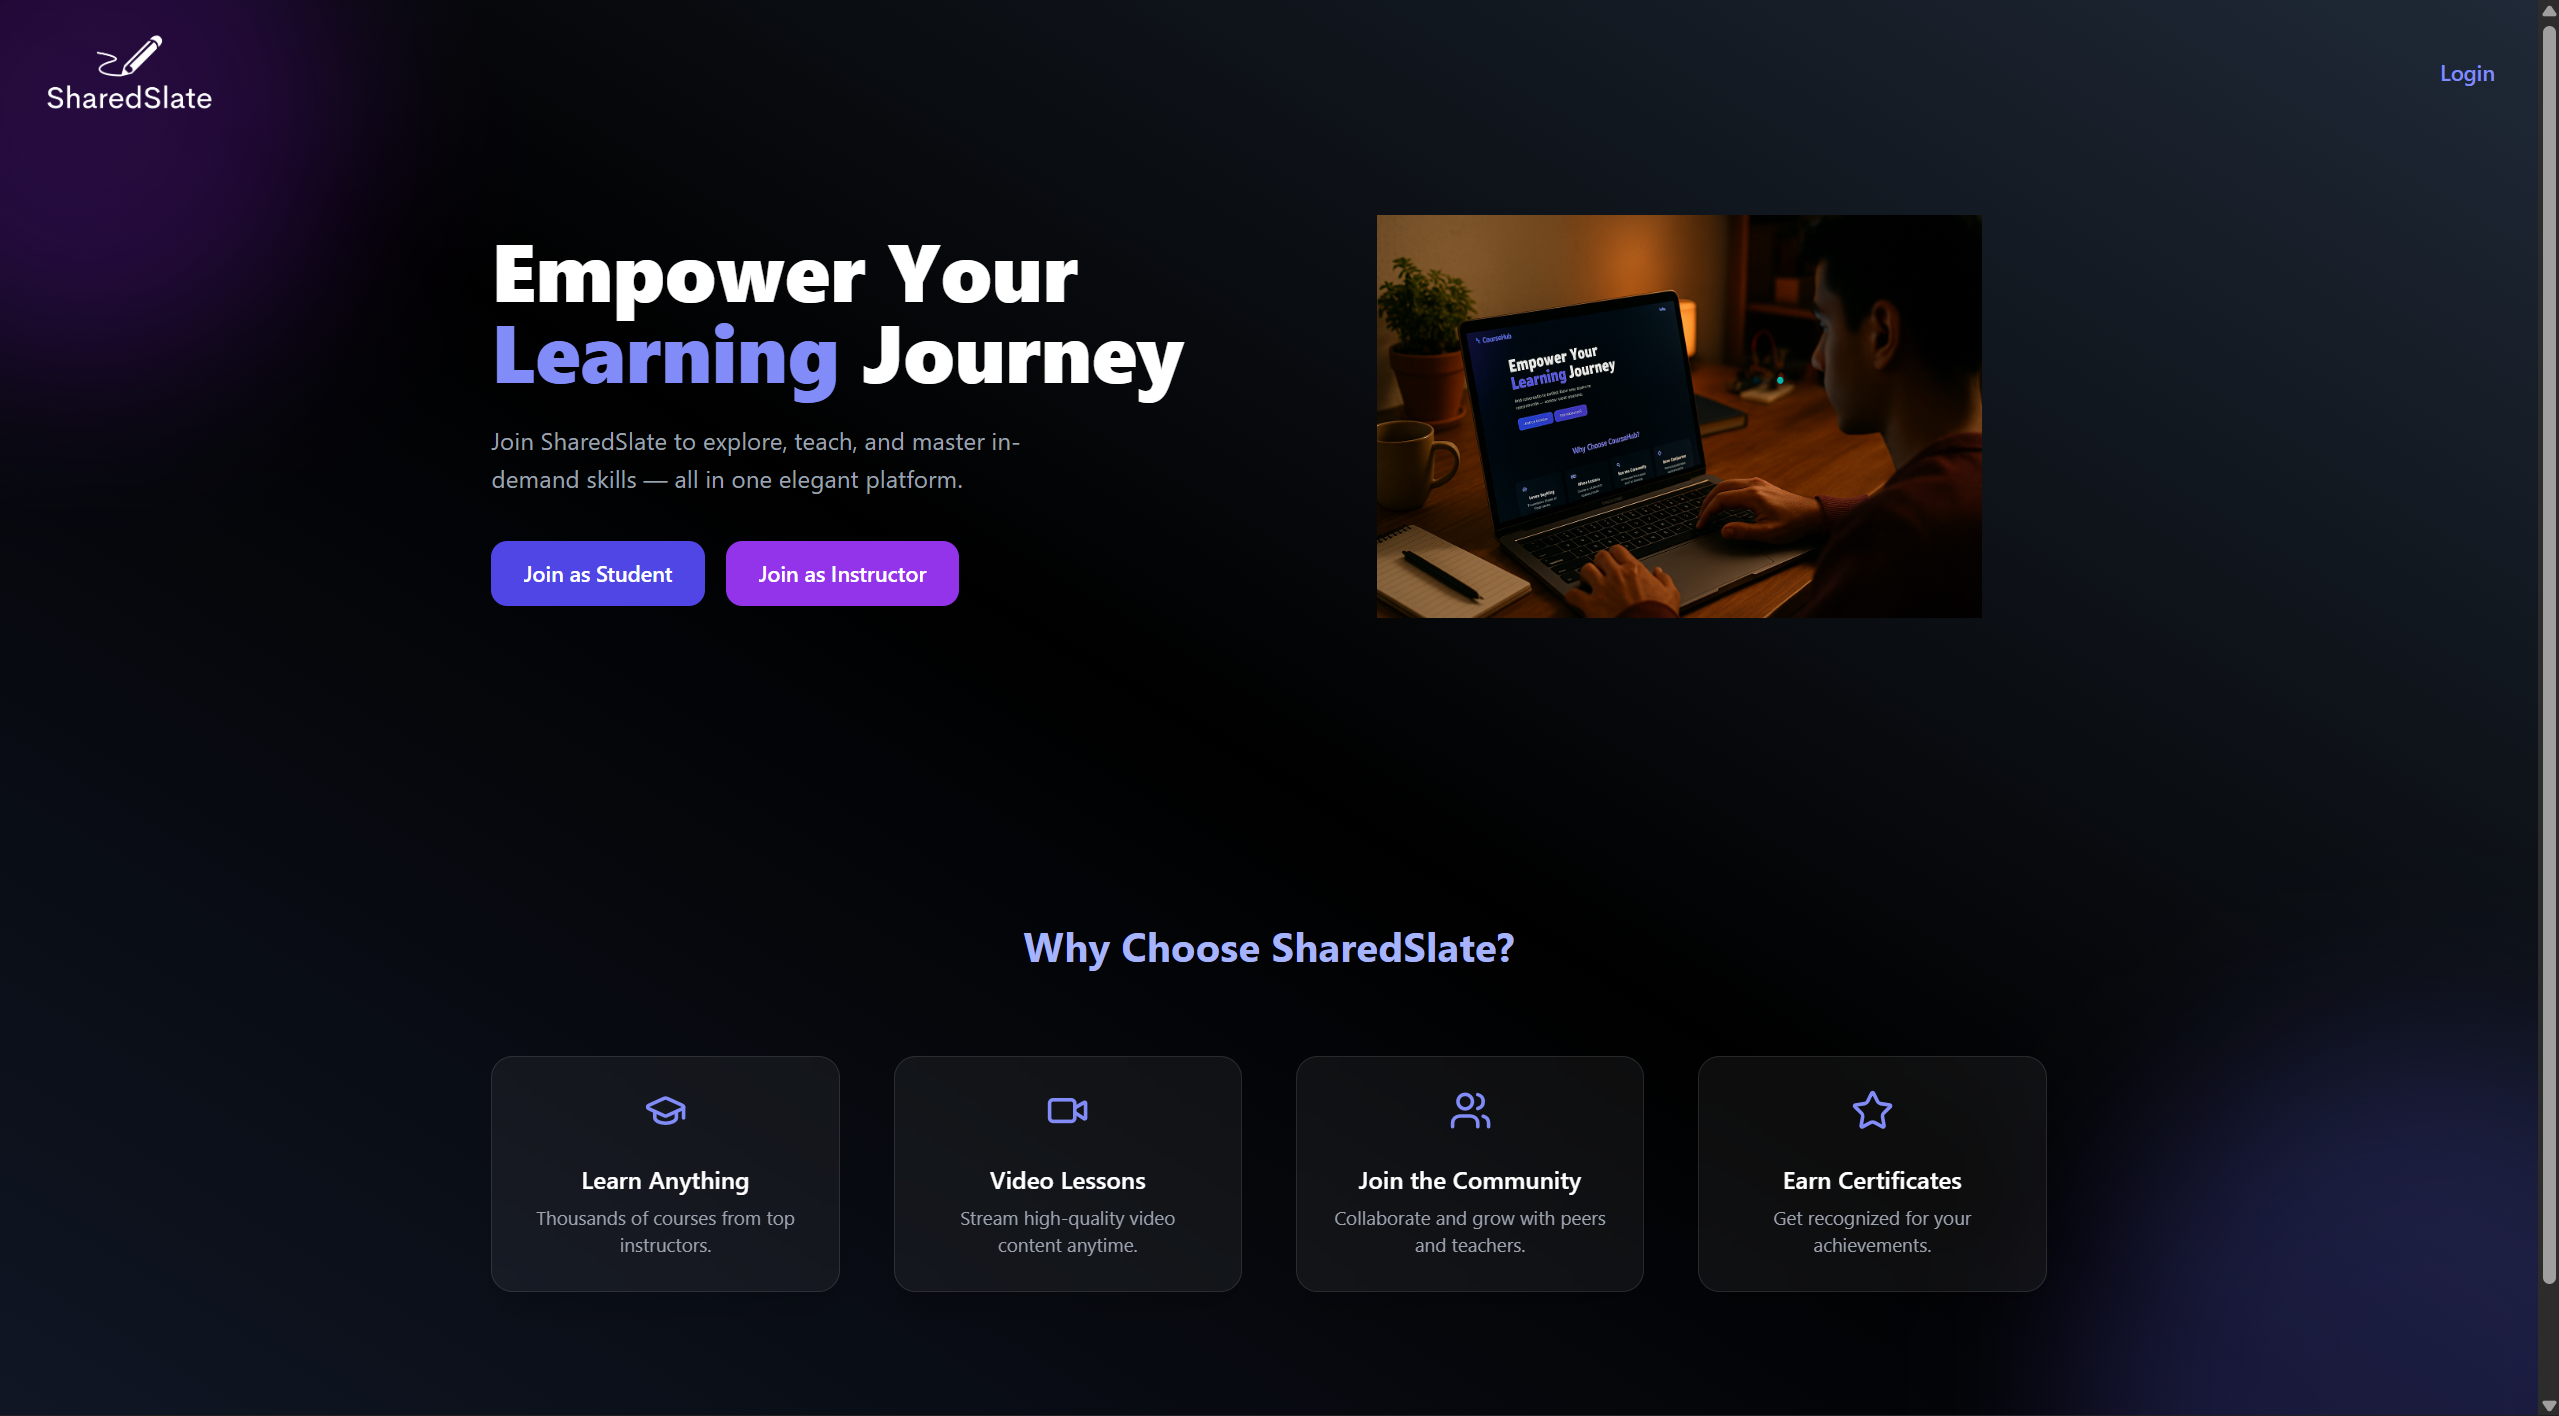 SharedSlate
Login
Empower Your
Learning Journey
Join SharedSlate to explore, teach, and master in-
demand skills — all in one elegant platform.
Join as Student
Join as Instructor
CourseHub
Empower Your
Learning Journey
Why Choose CourseHub?
Why Choose SharedSlate?
Learn Anything
Thousands of courses from top
instructors.
Video Lessons
Stream high-quality video
content anytime.
Join the Community
Collaborate and grow with peers
and teachers.
Earn Certificates
Get recognized for your
achievements.